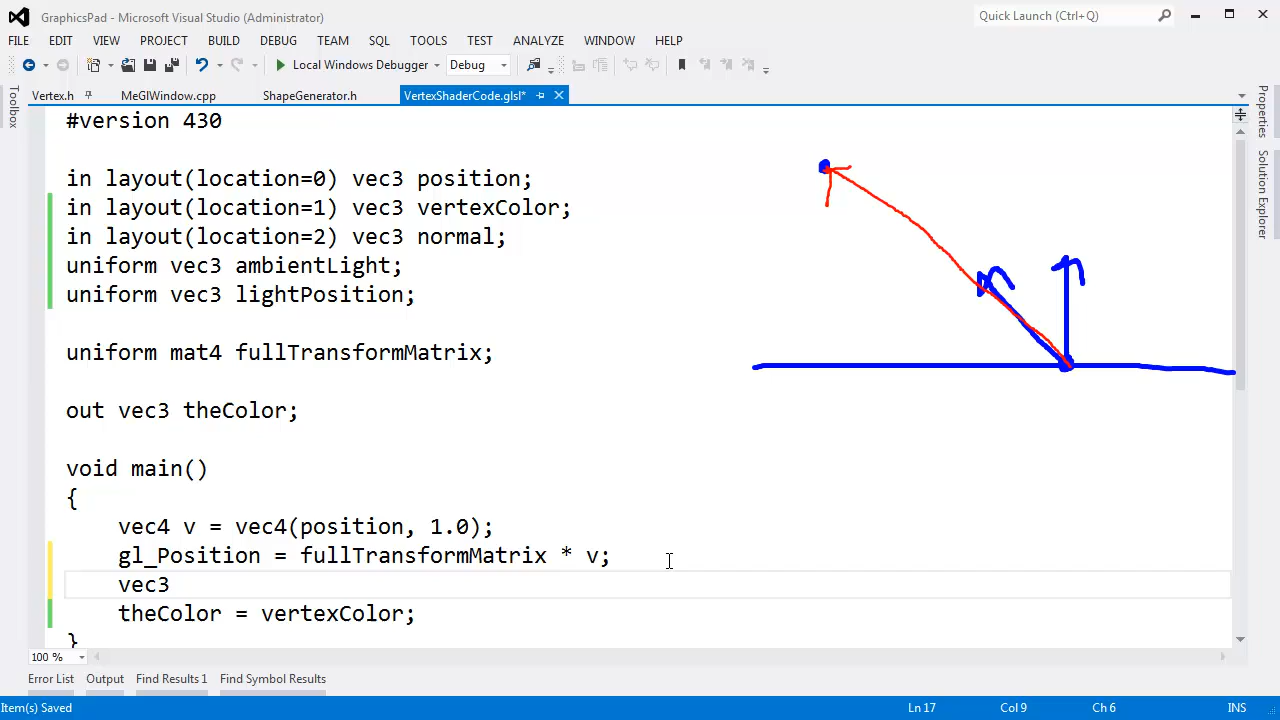 GraphicsPad - Microsoft Visual Studio (Administrator)
Quick Launch (Ctrl+Q)
FILE EDIT VIEW PROJECT BUILD DEBUG TEAM SQL TOOLS TEST ANALYZE WINDOW HELP
Local Windows Debugger Debug
Toolbox
Vertex.h MeGlWindow.cpp ShapeGenerator.h VertexShaderCode.glsl*
Properties
Solution Explorer
#version 430
in layout(location=0) vec3 position;
in layout(location=1) vec3 vertexColor;
in layout(location=2) vec3 normal;
uniform vec3 ambientLight;
uniform vec3 lightPosition;
uniform mat4 fullTransformMatrix;
out vec3 theColor;
void main()
{
vec4 v = vec4(position, 1.0);
gl_Position = fullTransformMatrix * v;
vec3
theColor = vertexColor;
}
100 %
Error List Output Find Results 1 Find Symbol Results
Item(s) Saved Ln 17 Col 9 Ch 6 INS